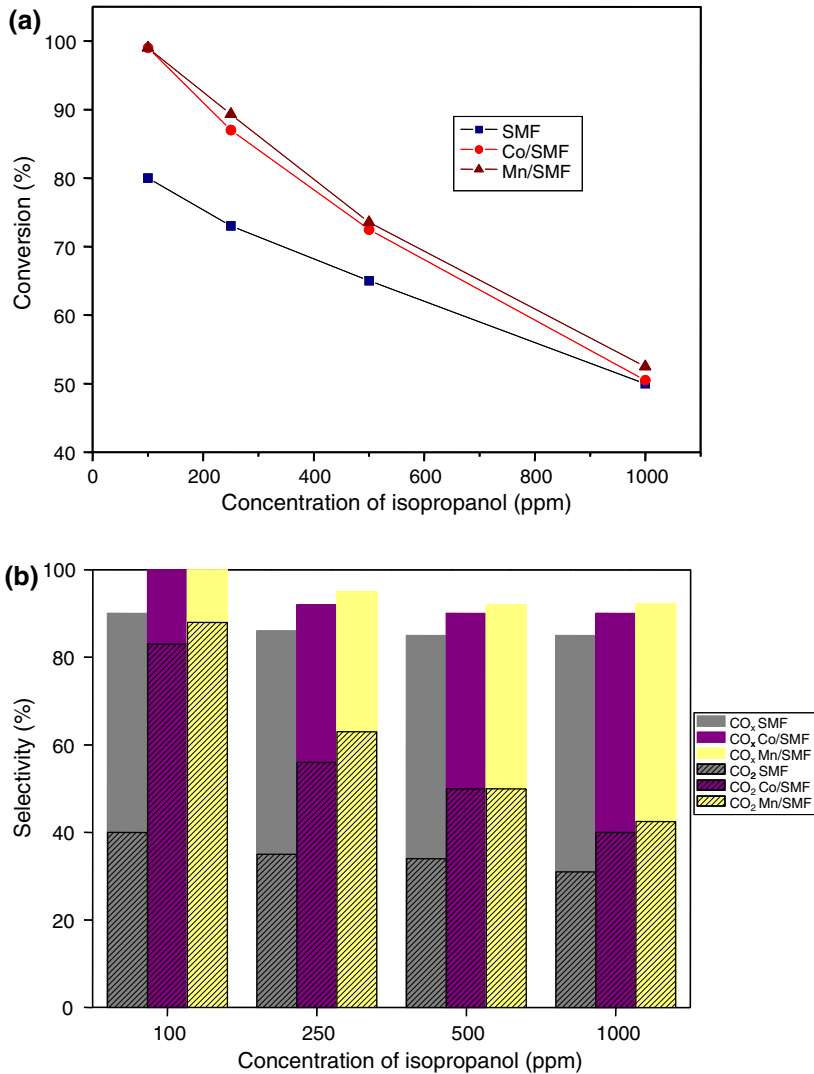 (a)
100
90
80
70
60
50
40
Conversion (%)
SMF
Co/SMF
Mn/SMF
0 200 400 600 800 1000
Concentration of isopropanol (ppm)
(b)
100
80
60
40
20
0
Selectivity (%)
COx SMF
COx Co/SMF
COx Mn/SMF
CO2 SMF
CO2 Co/SMF
CO2 Mn/SMF
100 250 500 1000
Concentration of isopropanol (ppm)